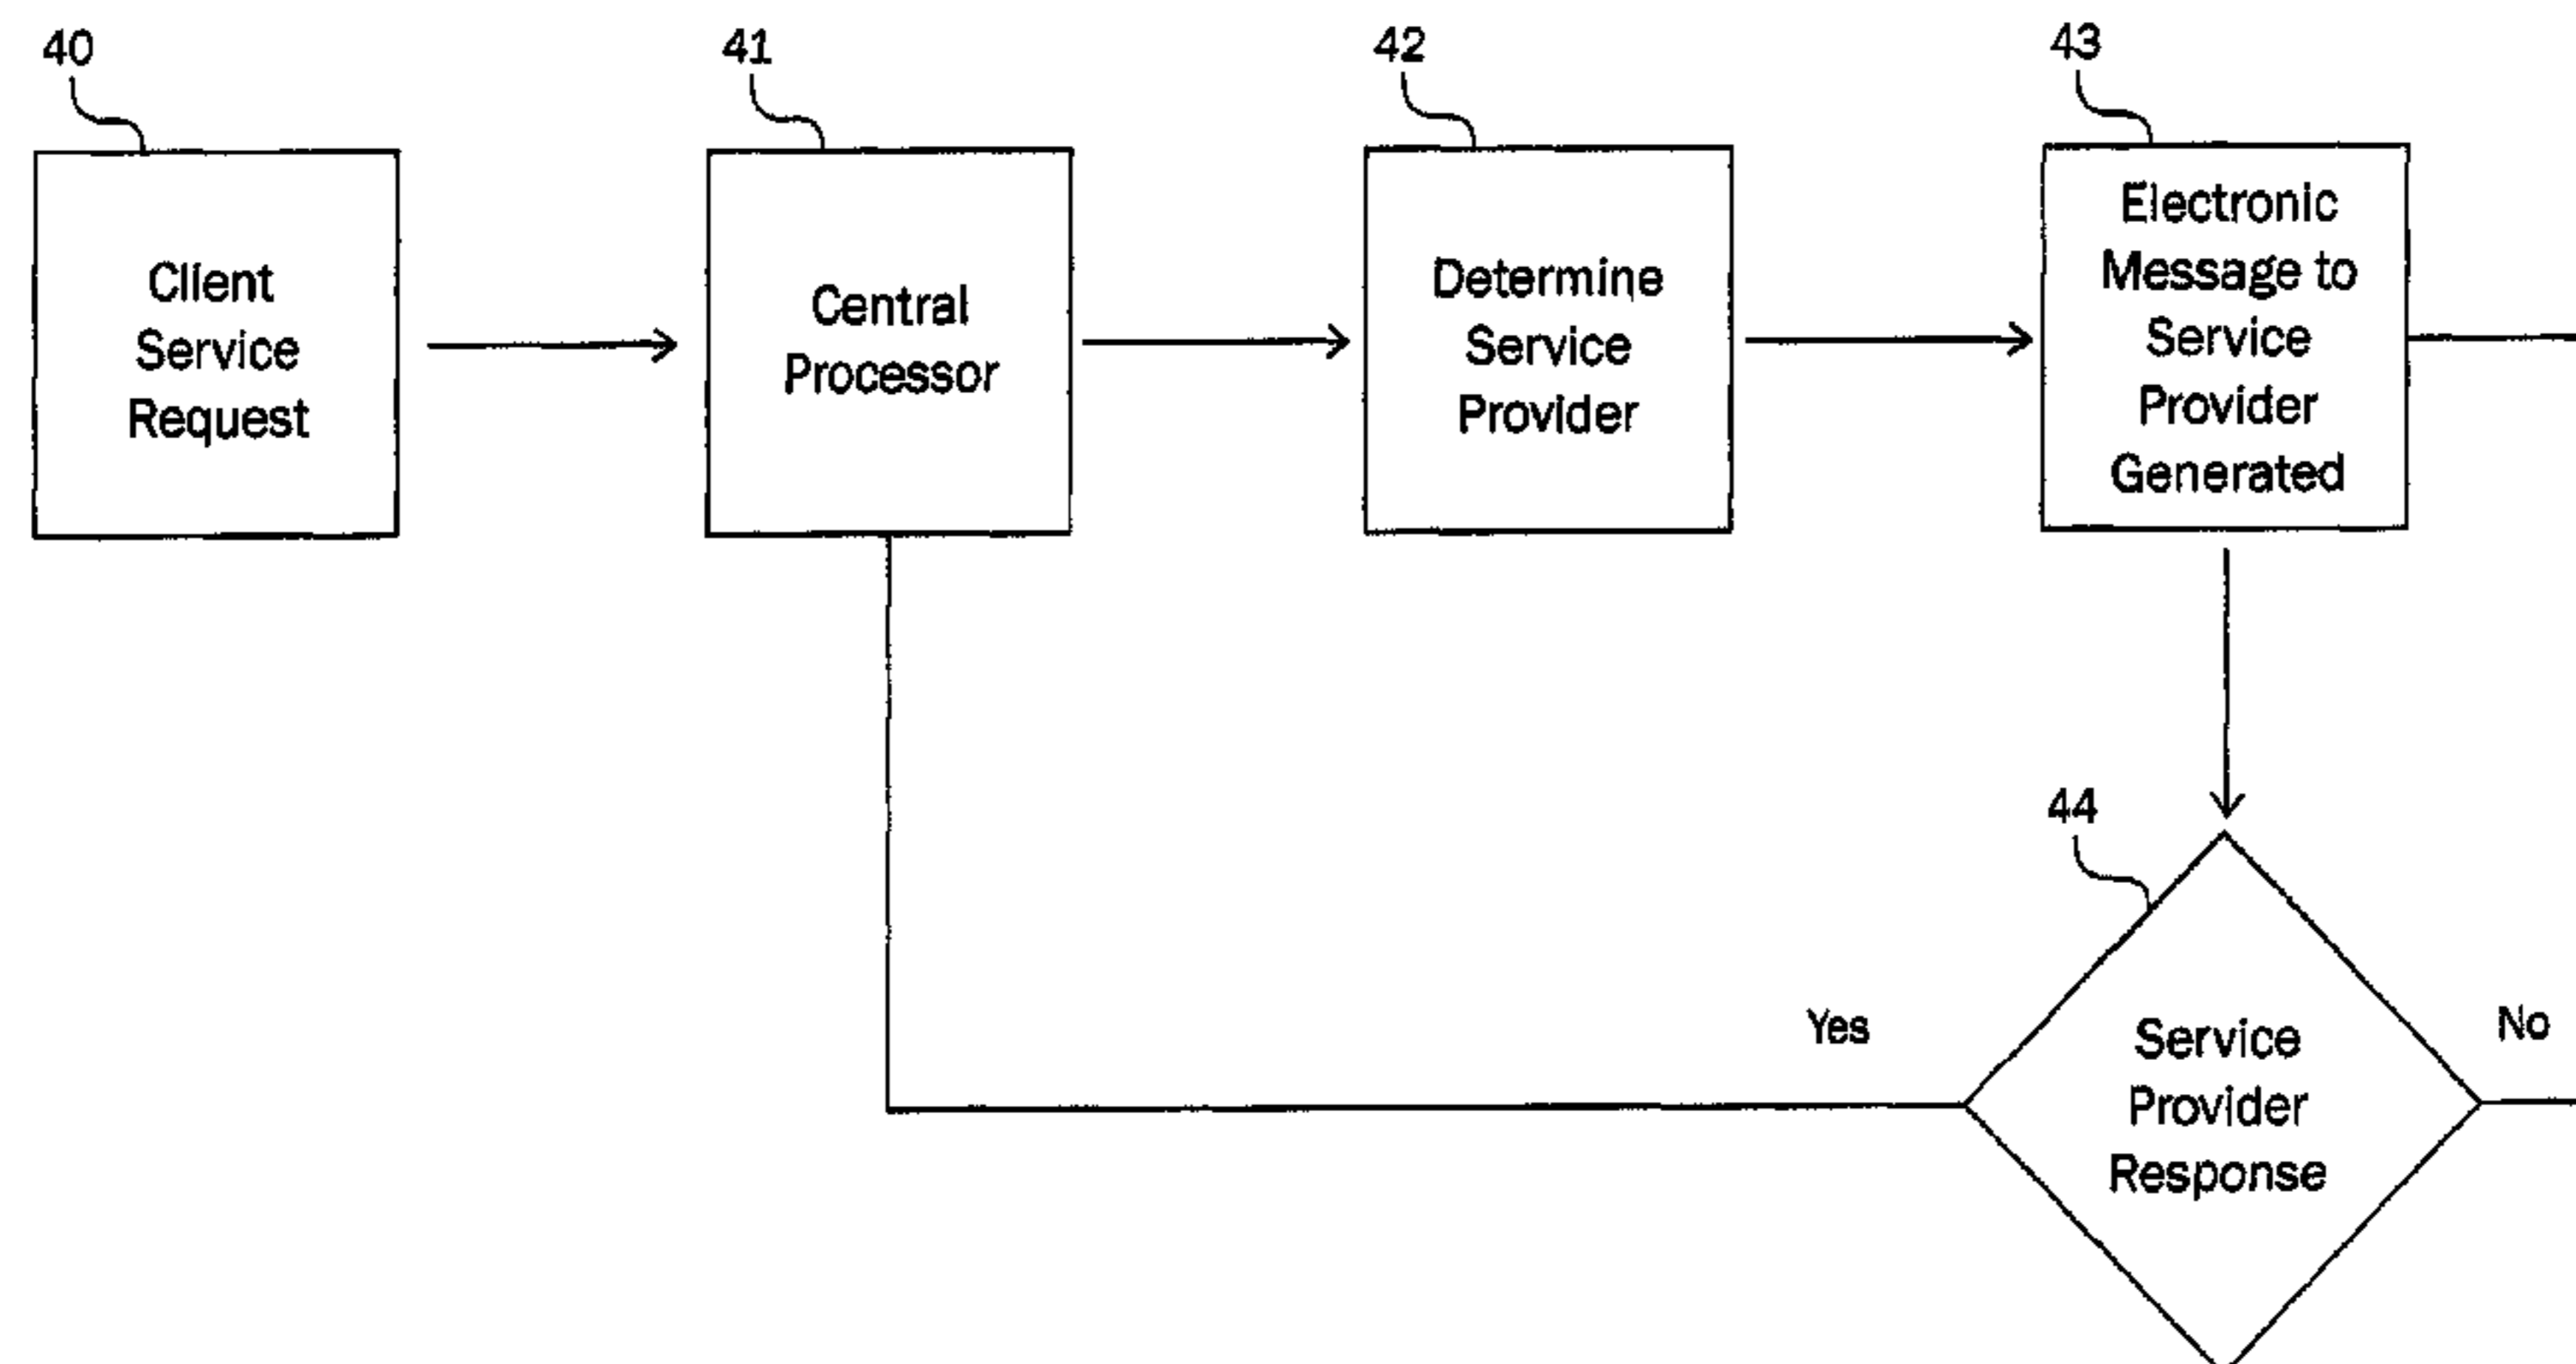 40
41
42
43
Client
Service
Request
Central
Processor
Determine
Service
Provider
Electronic
Message to
Service
Provider
Generated
44
Yes
No
Service
Provider
Response